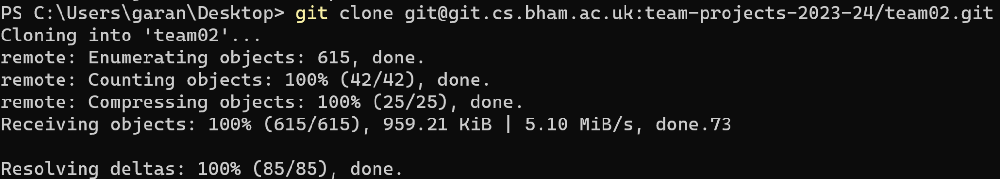 PS C:\Users\garan\Desktop> git clone git@git.cs.bham.ac.uk:team-projects-2023-24/team02.git
Cloning into 'team02'...
remote: Enumerating objects: 615, done.
remote: Counting objects: 100% (42/42), done.
remote: Compressing objects: 100% (25/25), done.
Receiving objects: 100% (615/615), 959.21 KiB | 5.10 MiB/s, done.73
Resolving deltas: 100% (85/85), done.